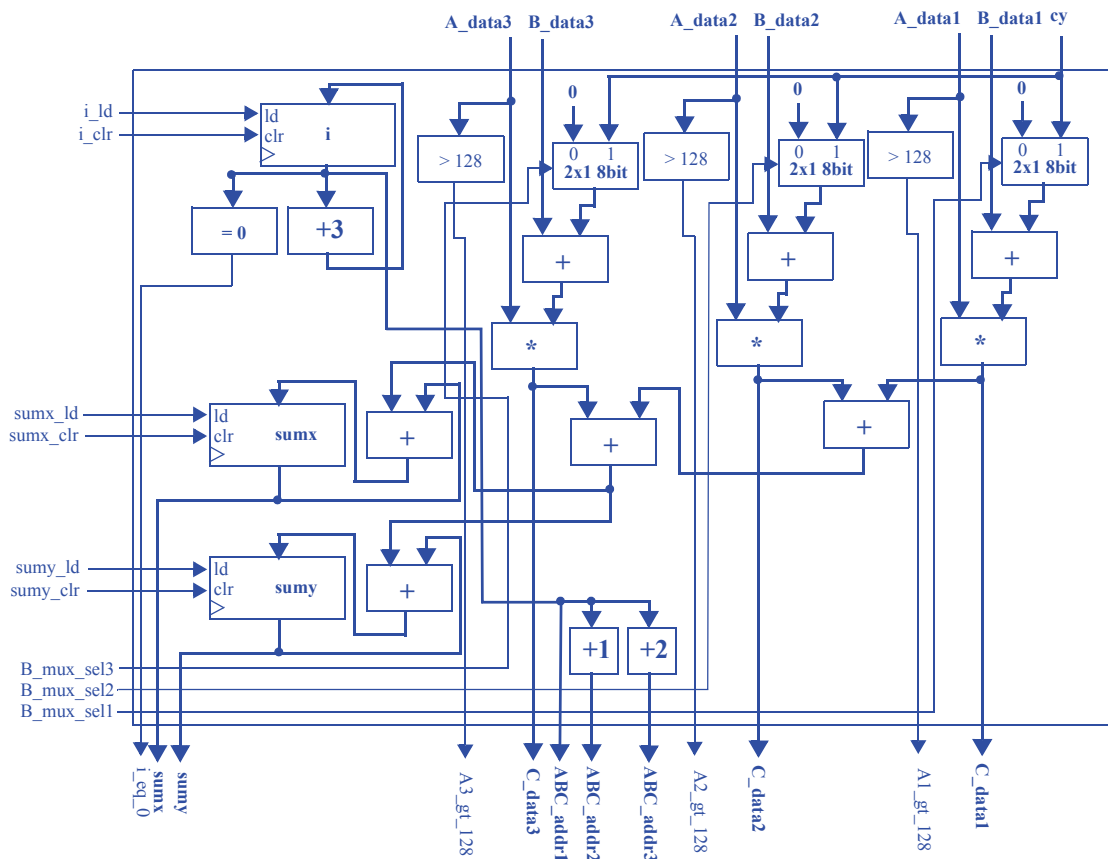 A_data3 B_data3 A_data2 B_data2 A_data1 B_data1 cy
i_ld
i_clr
ld
clr
i
= 0
+3
> 128
0
0 1
2x1 8bit
> 128
0
0 1
2x1 8bit
> 128
0
0 1
2x1 8bit
+
+
+
*
*
*
sumx_ld
sumx_clr
ld
clr
sumx
+
+
+
sumy_ld
sumy_clr
ld
clr
sumy
+
+1
+2
B_mux_sel3
B_mux_sel2
B_mux_sel1
i_eq_0
sumx
sumy
A3_gt_128
C_data3
ABC_addr1
ABC_addr2
ABC_addr3
A2_gt_128
C_data2
A1_gt_128
C_data1